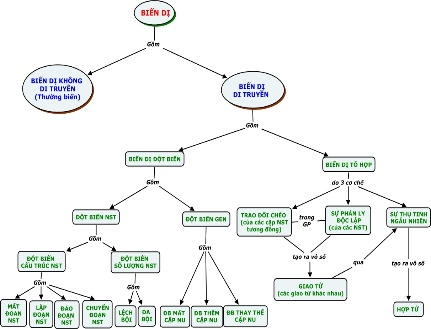 BIẾN DỊ
Gồm
BIẾN DỊ KHÔNG
DI TRUYỀN
(Thường biến)
BIẾN DỊ
DI TRUYỀN
Gồm
BIẾN DỊ ĐỘT BIẾN
BIẾN DỊ TỔ HỢP
Gồm
do 3 cơ chế
ĐỘT BIẾN NST
ĐỘT BIẾN GEN
TRAO ĐỔI CHÉO
(của các cặp NST
tương đồng)
trong
GP
SỰ PHÂN LY
ĐỘC LẬP
(của các NST)
SỰ THỤ TINH
NGẪU NHIÊN
Gồm
Gồm
tạo ra vô số
qua
tạo ra vô số
ĐỘT BIẾN
CẤU TRÚC NST
ĐỘT BIẾN
SỐ LƯỢNG NST
GIAO TỬ
(các giao tử khác nhau)
Gồm
Gồm
MẤT
ĐOẠN
NST
LẶP
ĐOẠN
NST
ĐẢO
ĐOẠN
NST
CHUYỂN
ĐOẠN
NST
LỆCH
BỘI
ĐA
BỘI
ĐB MẤT
CẶP NU
ĐB THÊM
CẶP NU
ĐB THAY THẾ
CẶP NU
HỢP TỬ